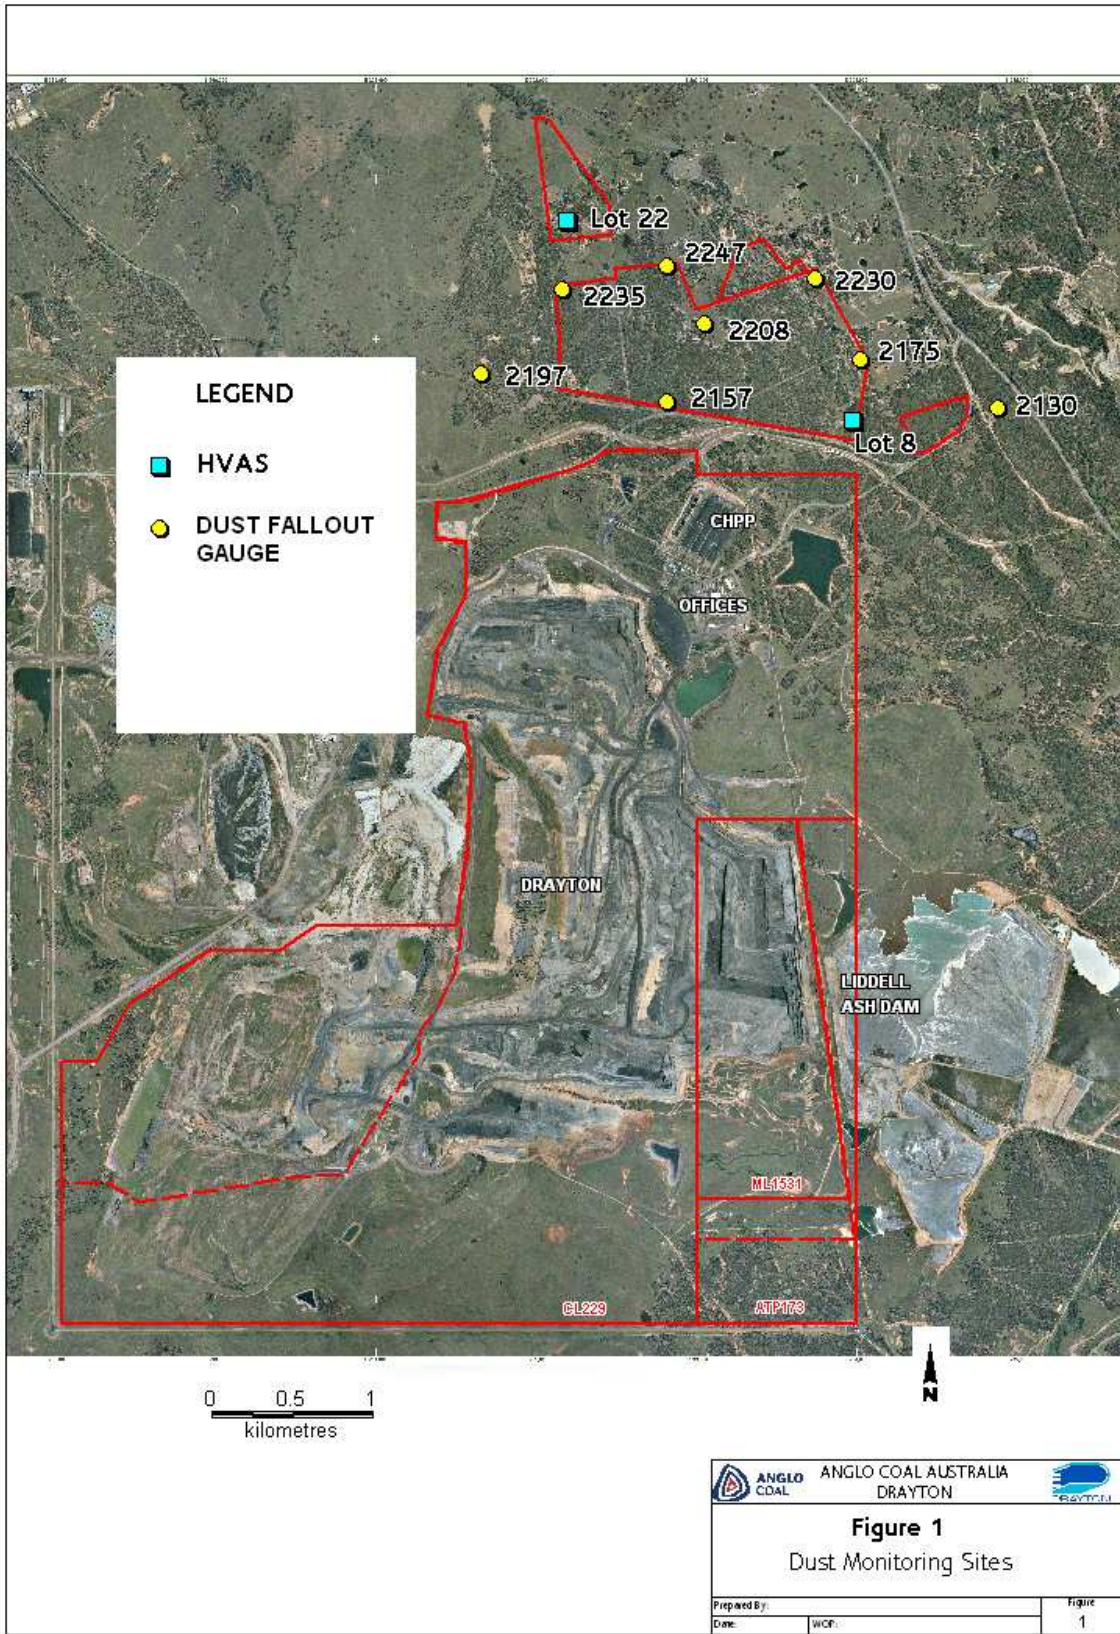 Lot 22
2247
2235
2230
2208
2175
2197
2157
2130
Lot 8
LEGEND
HVAS
DUST FALLOUT
GAUGE
CHPP
OFFICES
DRAYTON
LIDDELL
ASH DAM
ML1531
CL229
ATP173
N
0 0.5 1
kilometres
ANGLO
COAL
ANGLO COAL AUSTRALIA
DRAYTON
DRAYTON
Figure 1
Dust Monitoring Sites
Prepared By:
Date:
WOP:
Figure
1